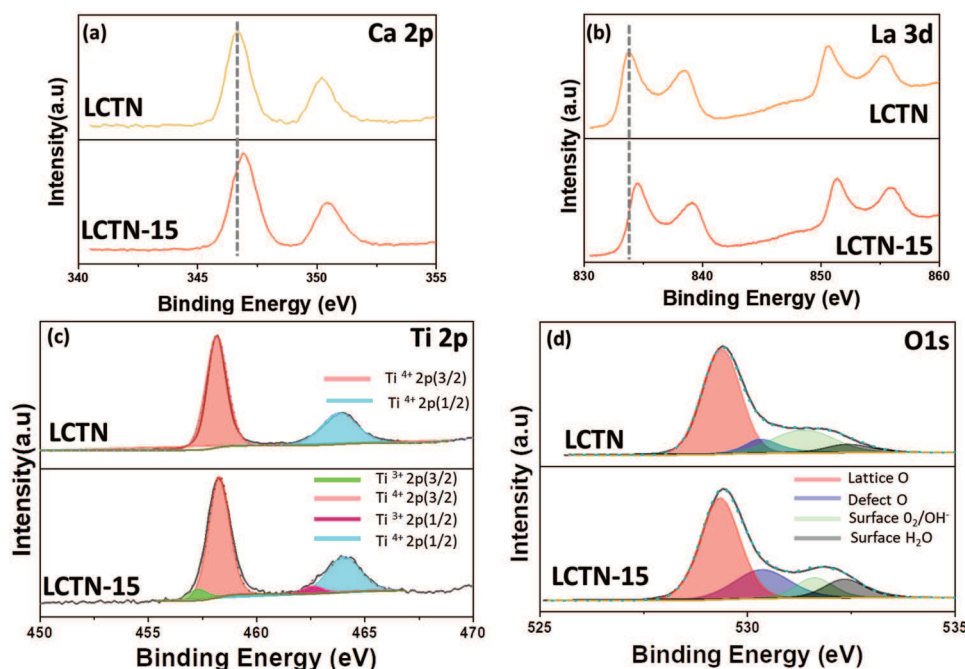 (a)
Ca 2p
LCTN
LCTN-15
Intensity(a.u)
340 345 350 355
Binding Energy (eV)
(b)
La 3d
LCTN
LCTN-15
Intensity (a.u)
830 840 850 860
Binding Energy (eV)
(c)
Ti 2p
Ti 4+ 2p(3/2)
Ti 4+ 2p(1/2)
LCTN
Ti 3+ 2p(3/2)
Ti 4+ 2p(3/2)
Ti 3+ 2p(1/2)
Ti 4+ 2p(1/2)
LCTN-15
Intensity(a.u)
450 455 460 465 470
Binding Energy (eV)
(d)
O1s
LCTN
Lattice O
Defect O
Surface 0₂/OH⁻
Surface H₂O
LCTN-15
Intensity (a.u)
525 530 535
Binding Energy (eV)